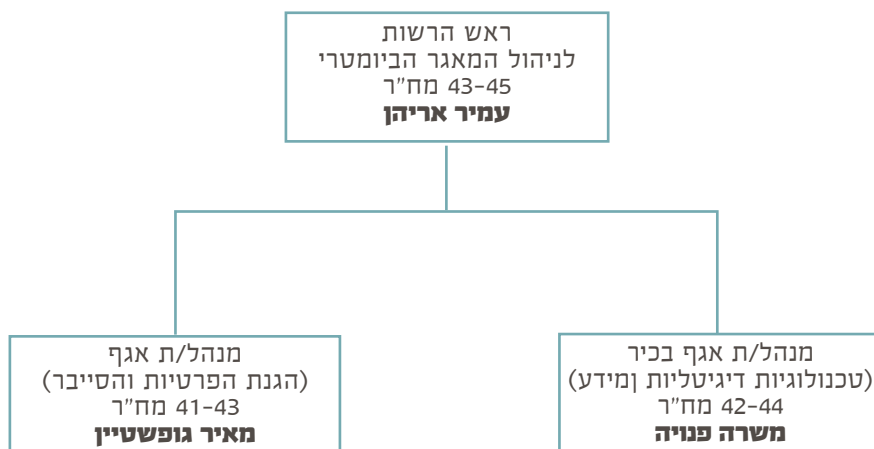 ראש הרשות
לניהול המאגר הביומטרי
43-45 מח"ר
עמיר אריהן
מנהל/ת אגף בכיר
(טכנולוגיות דיגיטליות ןמידע)
42-44 מח"ר
משרה פנויה
מנהל/ת אגף
(הגנת הפרטיות והסייבר)
41-43 מח"ר
מאיר גופשטיין